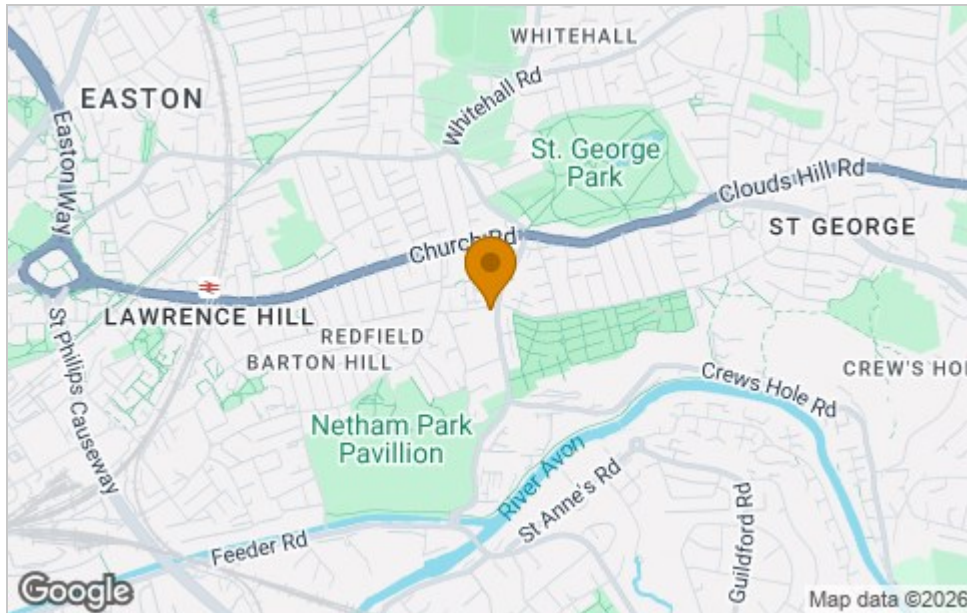 WHITEHALL
EASTON
Easton Way
Whitehall Rd
St. George
Park
Clouds Hill Rd
ST GEORGE
Church Rd
LAWRENCE HILL
REDFIELD
BARTON HILL
CREW'S HO
Crews Hole Rd
St Philips Causeway
Netham Park
Pavillion
River Avon
St Anne's Rd
Guildford Rd
Feeder Rd
Google
Map data ©2026